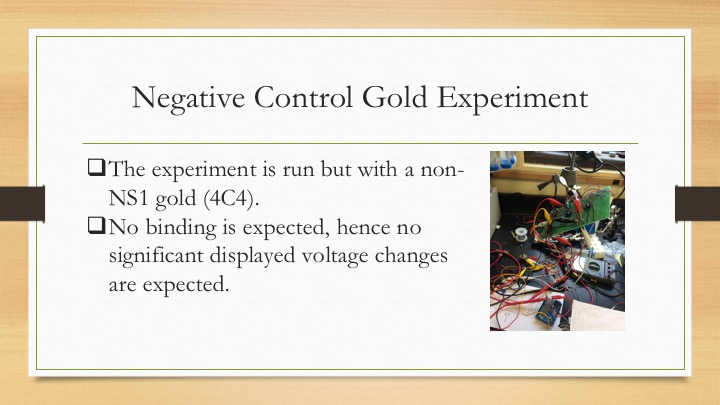 Negative Control Gold Experiment
❑The experiment is run but with a non-
NS1 gold (4C4).
❑No binding is expected, hence no
significant displayed voltage changes
are expected.